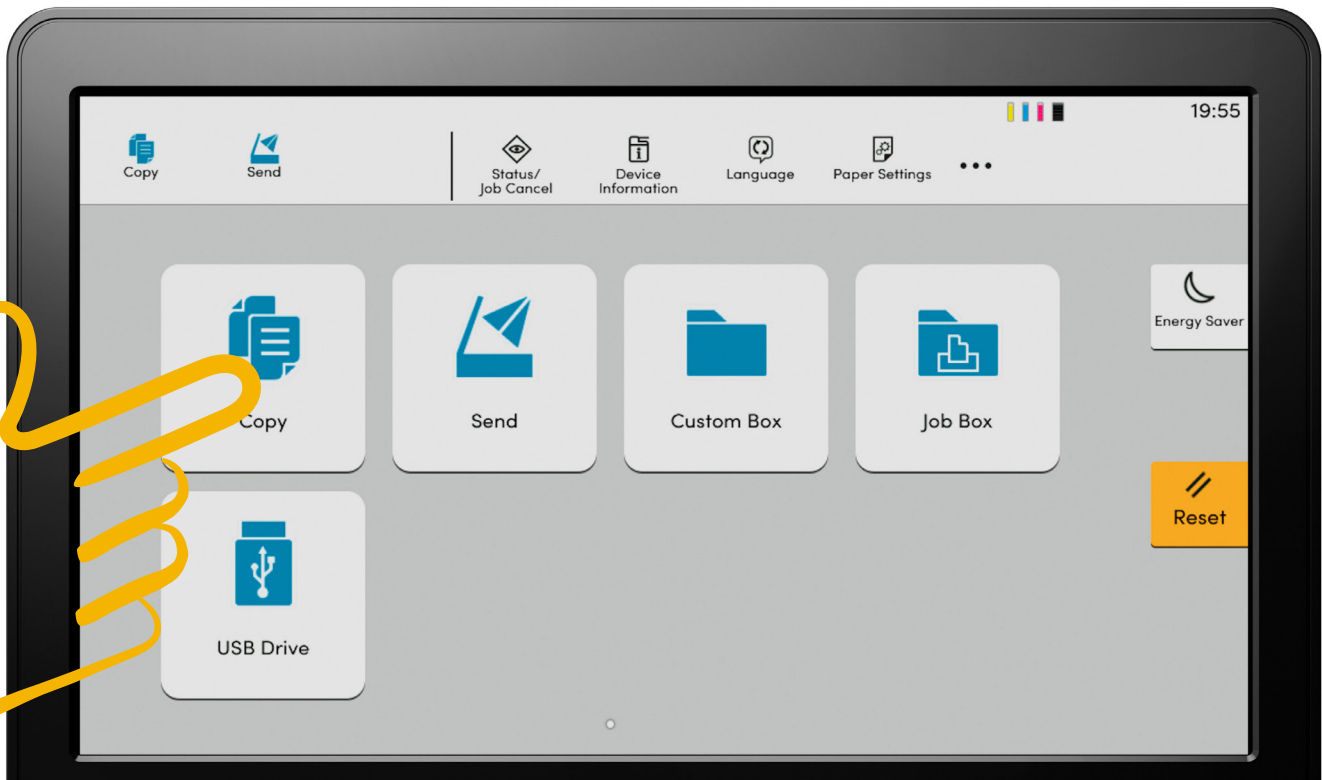 19:55
Copy
Send
Status/
Job Cancel
Device
Information
Language
Paper Settings
Copy
Send
Custom Box
Job Box
Energy Saver
Reset
USB Drive